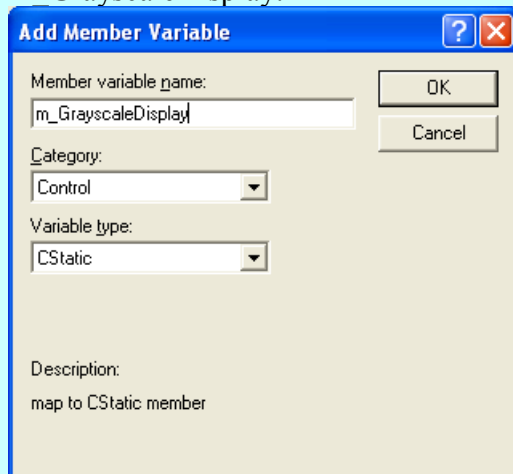 _GrayscaleDisplay.
Add Member Variable
Member variable name:
OK
m_GrayscaleDisplay
Cancel
Category:
Control
Variable type:
CStatic
Description:
map to CStatic member